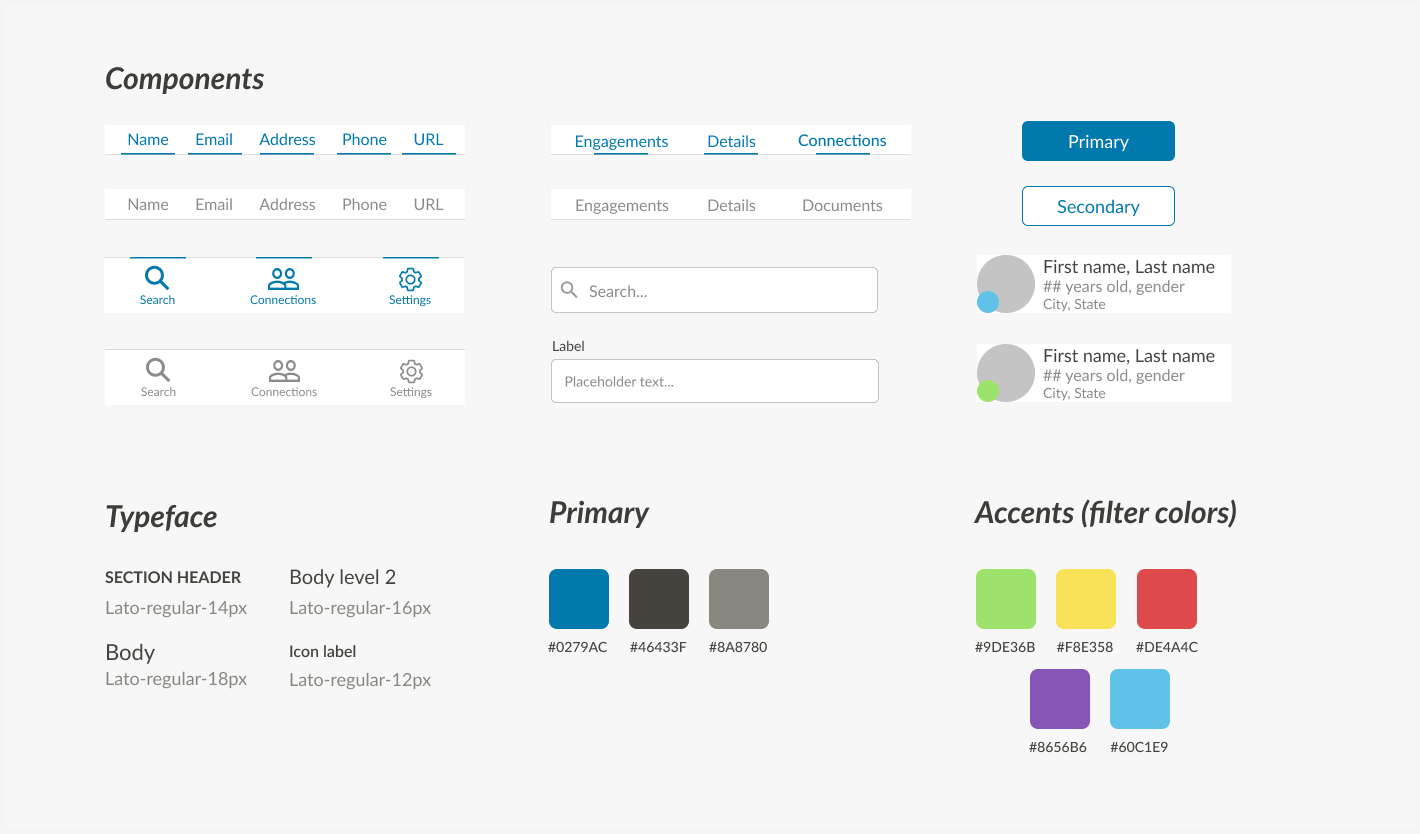 Components
Name Email Address Phone URL
Engagements Details Connections
Primary
Name Email Address Phone URL
Engagements Details Documents
Secondary
Search Connections Settings
Search...
First name, Last name
## years old, gender
City, State
Search Connections Settings
Label
Placeholder text...
First name, Last name
## years old, gender
City, State
Typeface
SECTION HEADER
Lato-regular-14px
Body level 2
Lato-regular-16px
Body
Lato-regular-18px
Icon label
Lato-regular-12px
Primary
#0279AC #46433F #8A8780
Accents (filter colors)
#9DE36B #F8E358 #DE4A4C
#8656B6 #60C1E9